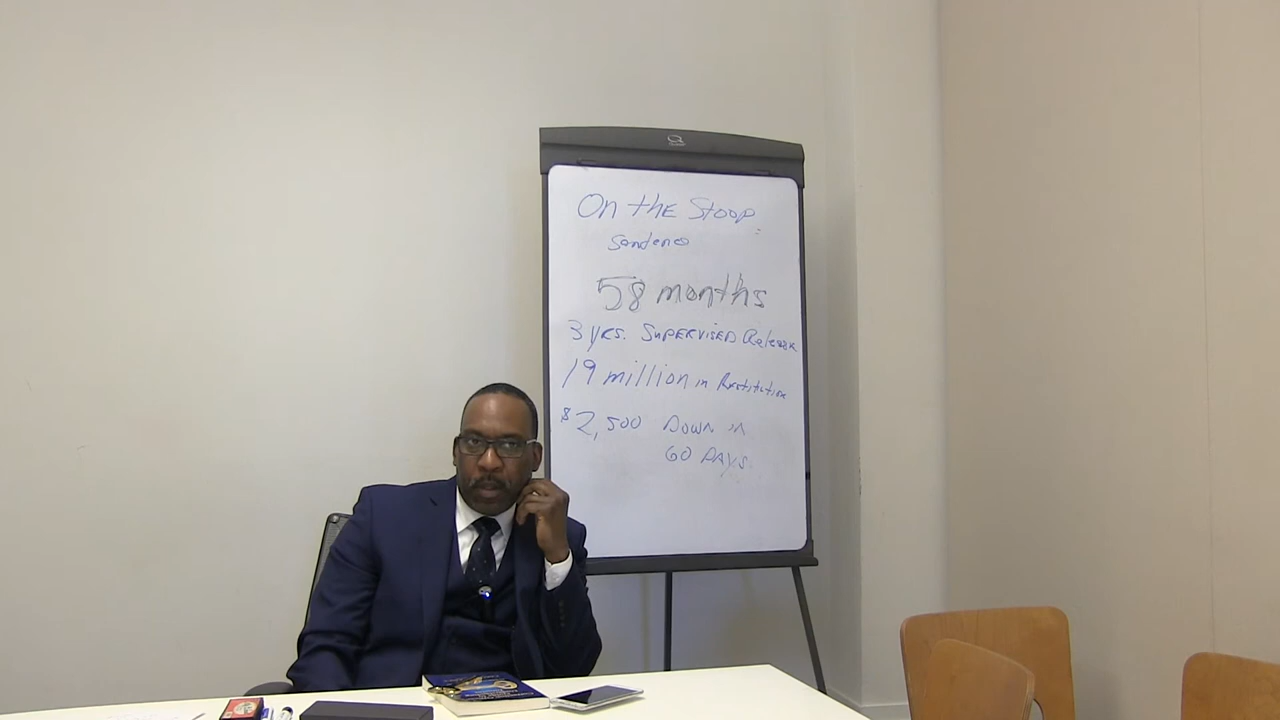 On the Stoop
Sentence
58 months
3 yrs. SUPERVISED Release
19 million in Restitution
$2,500 DOWN in
60 DAYS.